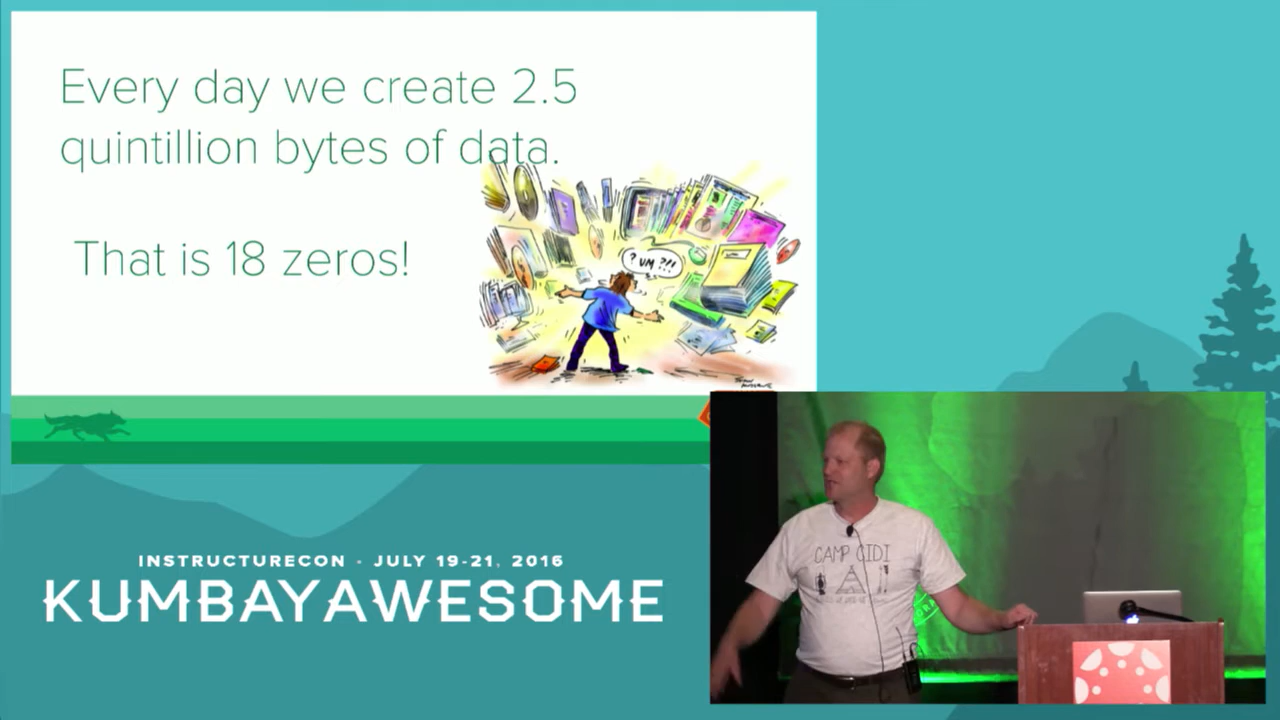 Every day we create 2.5
quintillion bytes of data.
That is 18 zeros!
? UM ?!!
INSTRUCTURECON - JULY 19-21, 2016
KUMBAYAWESOME
CAMP CIDI